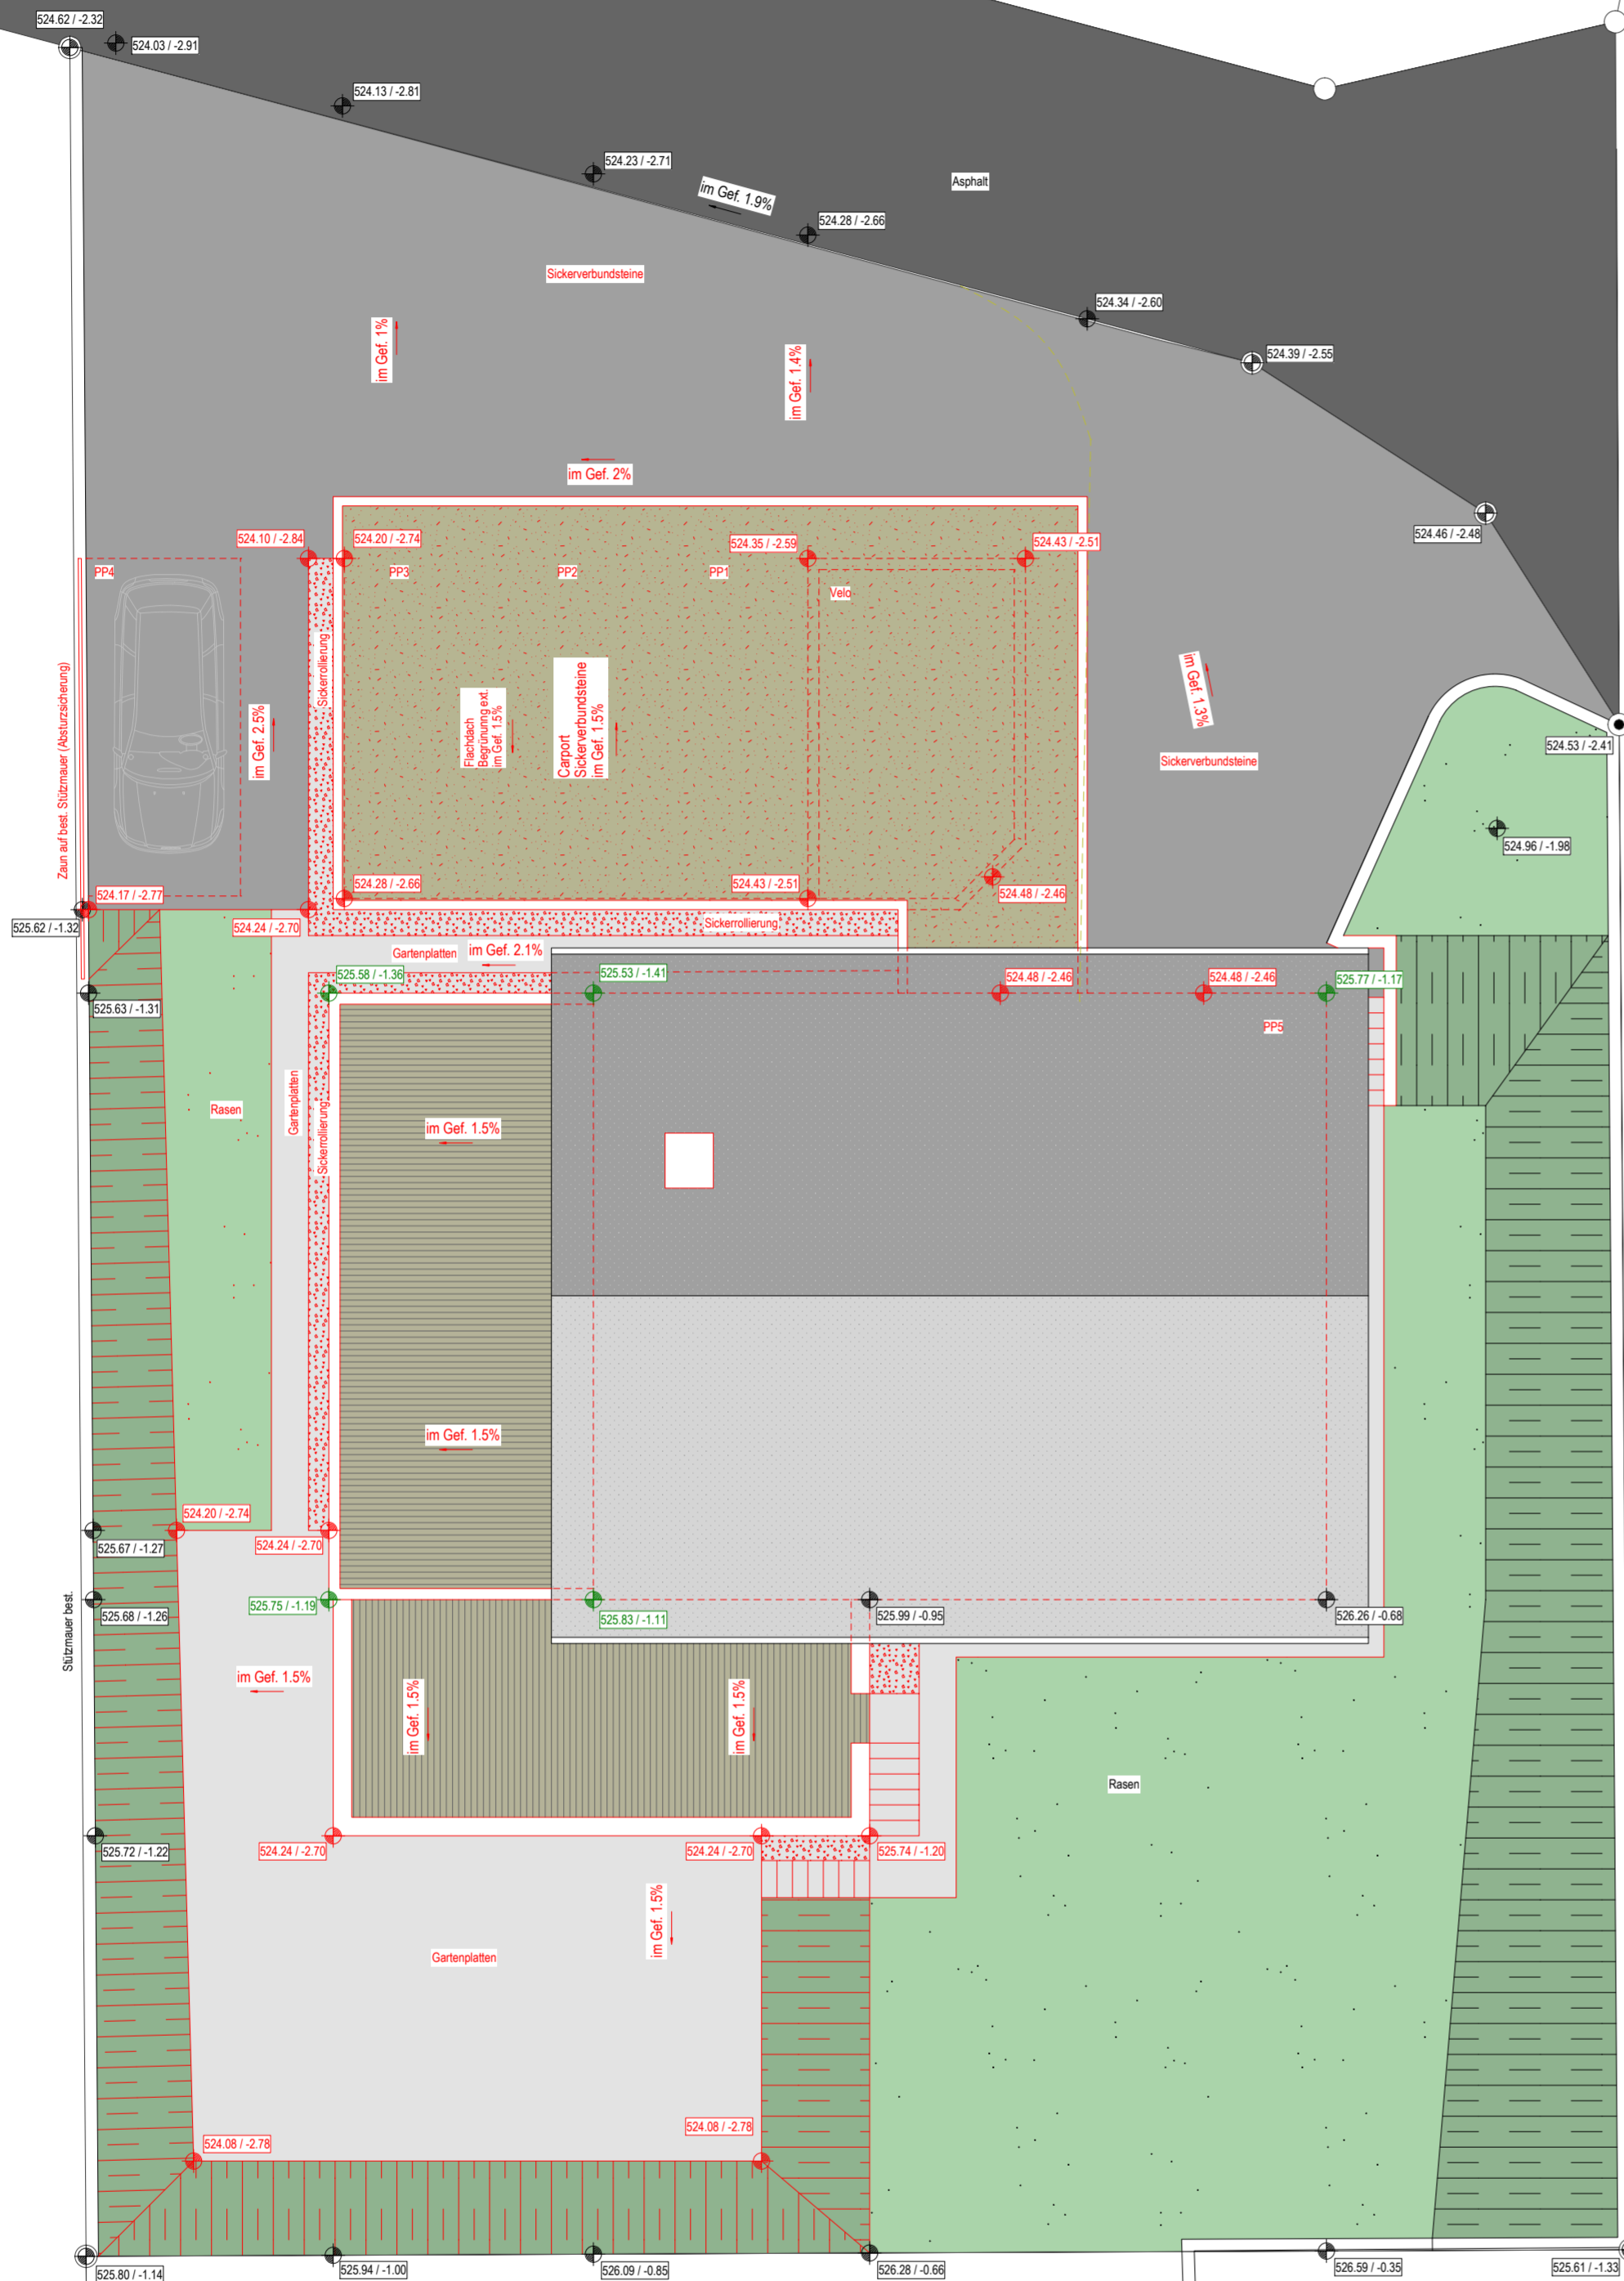 524.62 / -2.32
524.03 / -2.91
524.13 / -2.81
524.23 / -2.71
im Gef. 1.9%
Asphalt
524.28 / -2.66
Sickerverbundsteine
524.34 / -2.60
524.39 / -2.55
im Gef. 1%
im Gef. 1.4%
im Gef. 2%
524.46 / -2.48
524.10 / -2.84
524.20 / -2.74
524.35 / -2.59
524.43 / -2.51
PP4
PP3
PP2
PP1
Velo
Sickerrollierung
Zaun auf best. Stützmauer (Absturzsicherung)
im Gef. 2.5%
Flachdach
Begrünunng ext.
im Gef. 1.5%
Carport
Sickerverbundsteine
im Gef. 1.5%
im Gef. 1.3%
Sickerverbundsteine
524.53 / -2.41
524.96 / -1.98
524.17 / -2.77
524.28 / -2.66
524.43 / -2.51
524.48 / -2.46
525.62 / -1.32
524.24 / -2.70
Sickerrollierung
Gartenplatten
im Gef. 2.1%
525.58 / -1.36
525.53 / -1.41
524.48 / -2.46
524.48 / -2.46
525.77 / -1.17
525.63 / -1.31
PP5
Rasen
Gartenplatten
Sickerrollierung
im Gef. 1.5%
im Gef. 1.5%
524.20 / -2.74
525.67 / -1.27
524.24 / -2.70
525.75 / -1.19
525.68 / -1.26
525.83 / -1.11
525.99 / -0.95
526.26 / -0.68
Stützmauer best.
im Gef. 1.5%
im Gef. 1.5%
im Gef. 1.5%
Rasen
525.72 / -1.22
524.24 / -2.70
524.24 / -2.70
525.74 / -1.20
im Gef. 1.5%
Gartenplatten
524.08 / -2.78
524.08 / -2.78
525.80 / -1.14
525.94 / -1.00
526.09 / -0.85
526.28 / -0.66
526.59 / -0.35
525.61 / -1.33